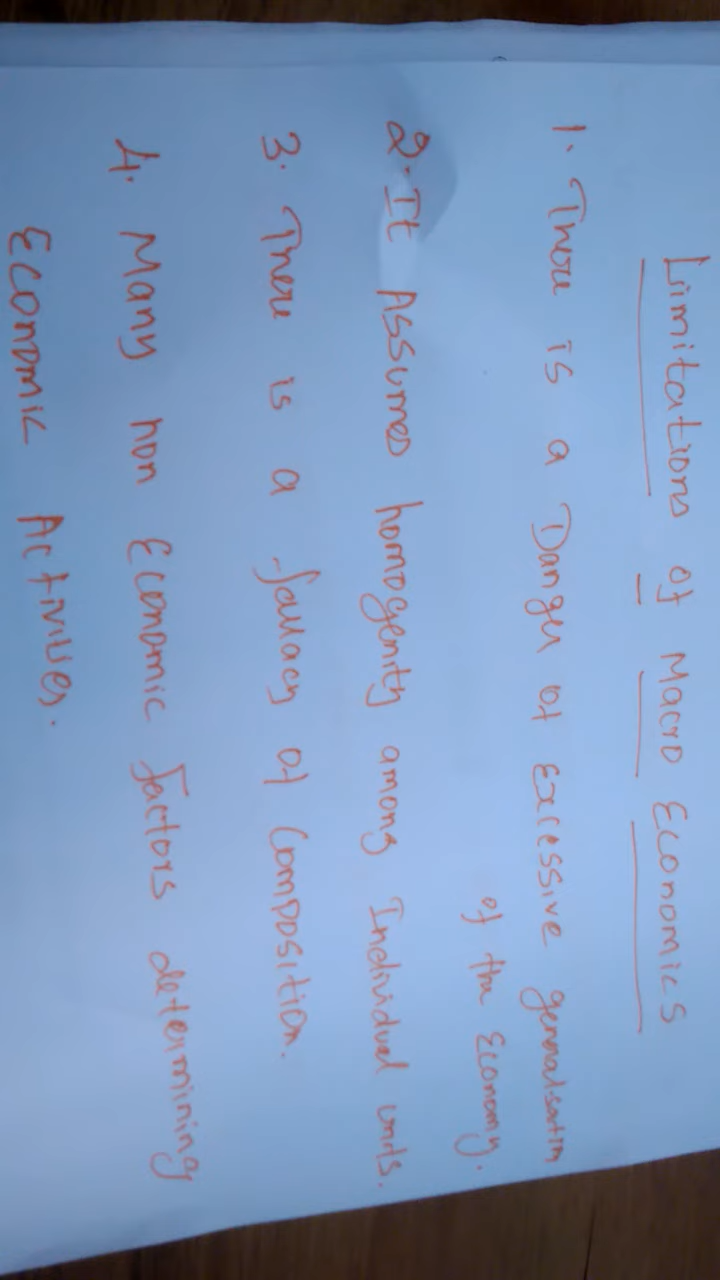 Limitations of Macro Economics
1. There is a Danger of Excessive generalisation
of the Economy.
2. It Assumes homogenity among Individual units.
3. There is a fallacy of Composition.
4. Many non Economic factors determining
Economic Activities.